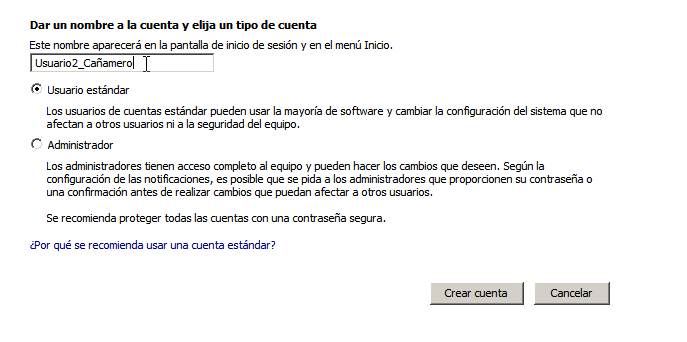 Dar un nombre a la cuenta y elija un tipo de cuenta
Este nombre aparecerá en la pantalla de inicio de sesión y en el menú Inicio.
Usuario2_Cañamero
Usuario estándar
Los usuarios de cuentas estándar pueden usar la mayoría de software y cambiar la configuración del sistema que no
afectan a otros usuarios ni a la seguridad del equipo.
Administrador
Los administradores tienen acceso completo al equipo y pueden hacer los cambios que deseen. Según la
configuración de las notificaciones, es posible que se pida a los administradores que proporcionen su contraseña o
una confirmación antes de realizar cambios que puedan afectar a otros usuarios.
Se recomienda proteger todas las cuentas con una contraseña segura.
¿Por qué se recomienda usar una cuenta estándar?
Crear cuenta
Cancelar